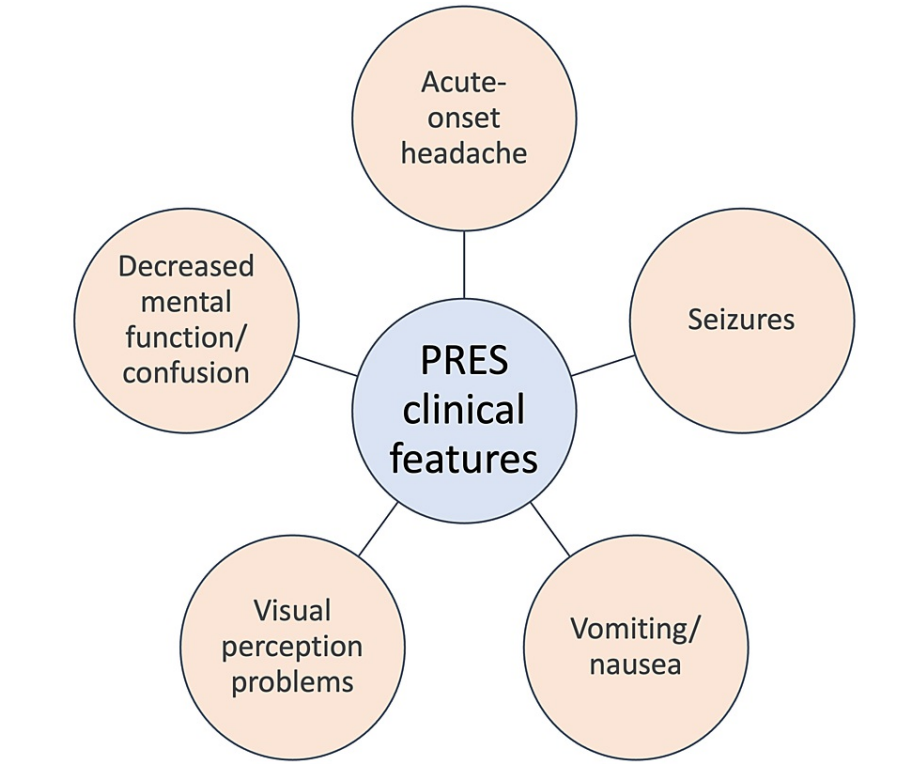 Acute-
onset
headache
Decreased
mental
function/
confusion
Seizures
PRES
clinical
features
Visual
perception
problems
Vomiting/
nausea